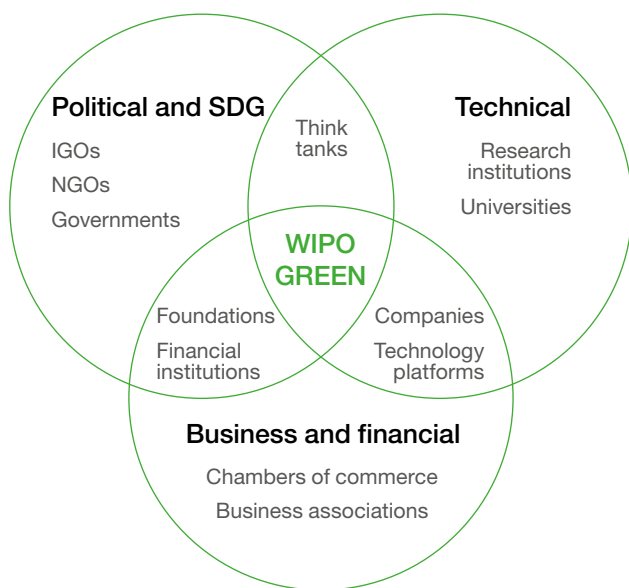 Political and SDG
IGOs
NGOs
Governments
Think
tanks
Technical
Research
institutions
Universities
WIPO
GREEN
Foundations
Financial
institutions
Companies
Technology
platforms
Business and financial
Chambers of commerce
Business associations